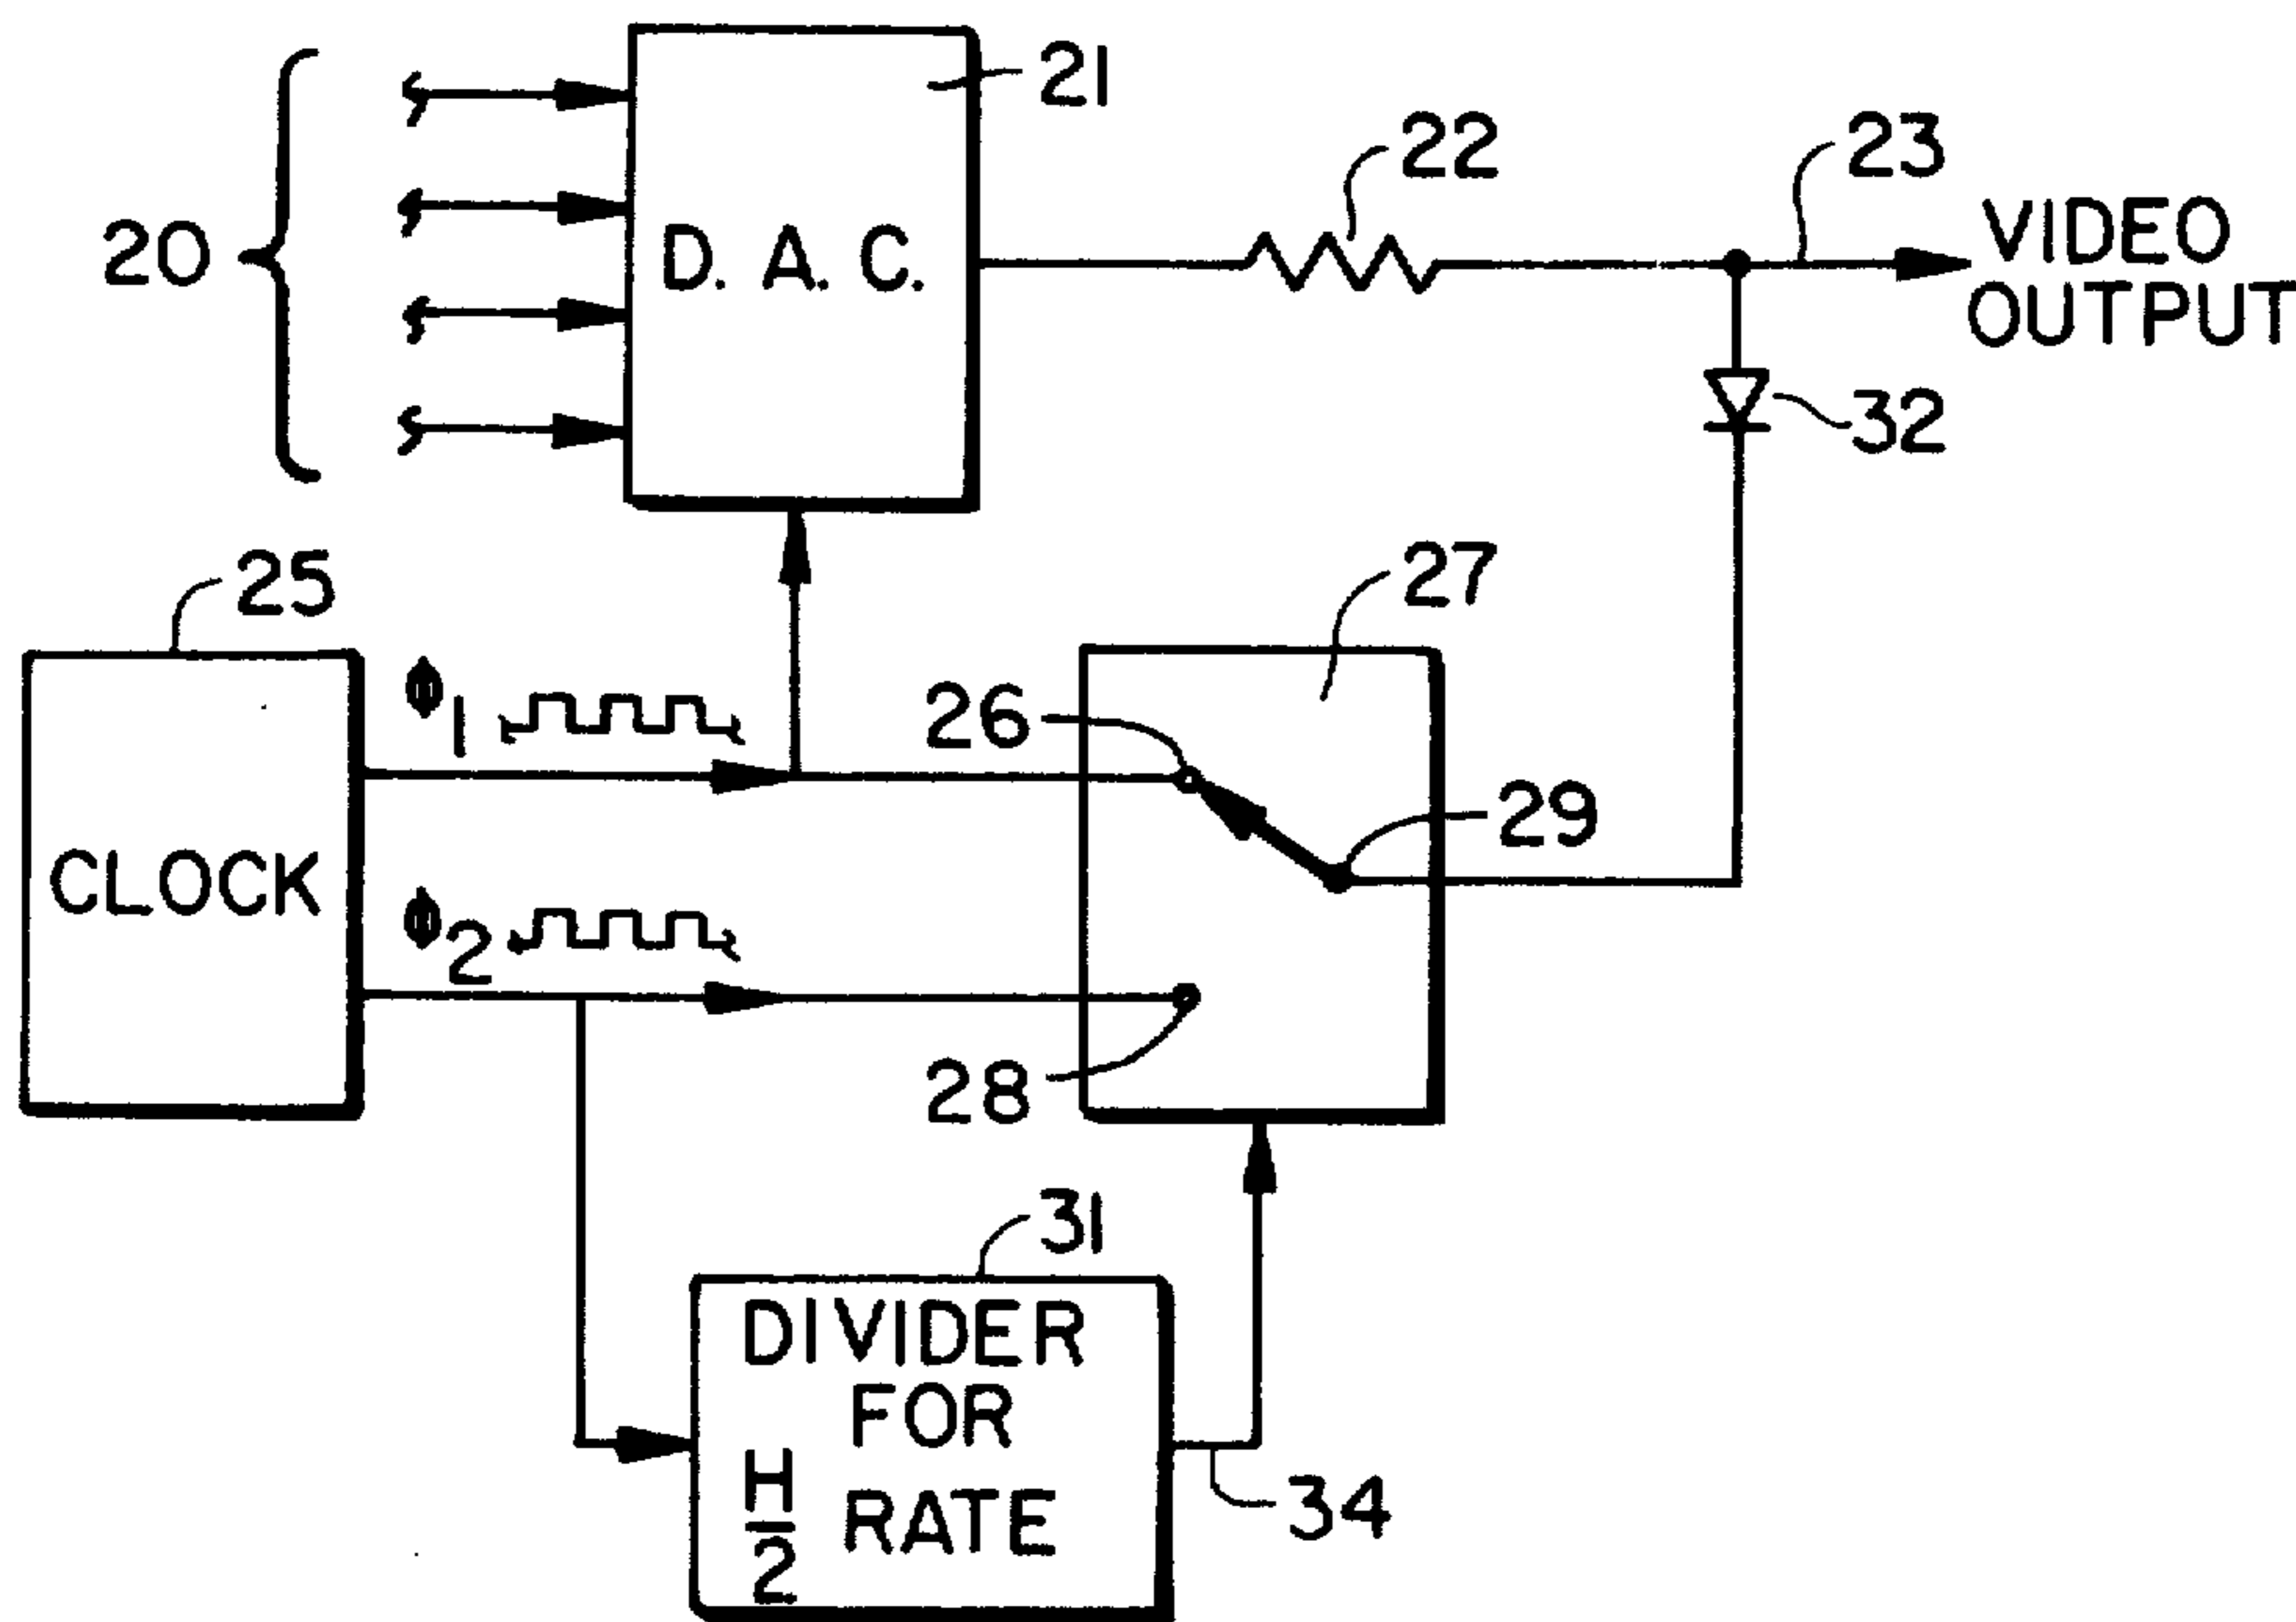 21
22
23
20
D. A. C.
VIDEO
OUTPUT
32
25
27
Φ1
26
29
CLOCK
Φ2
28
31
DIVIDER
FOR
H/2 RATE
34